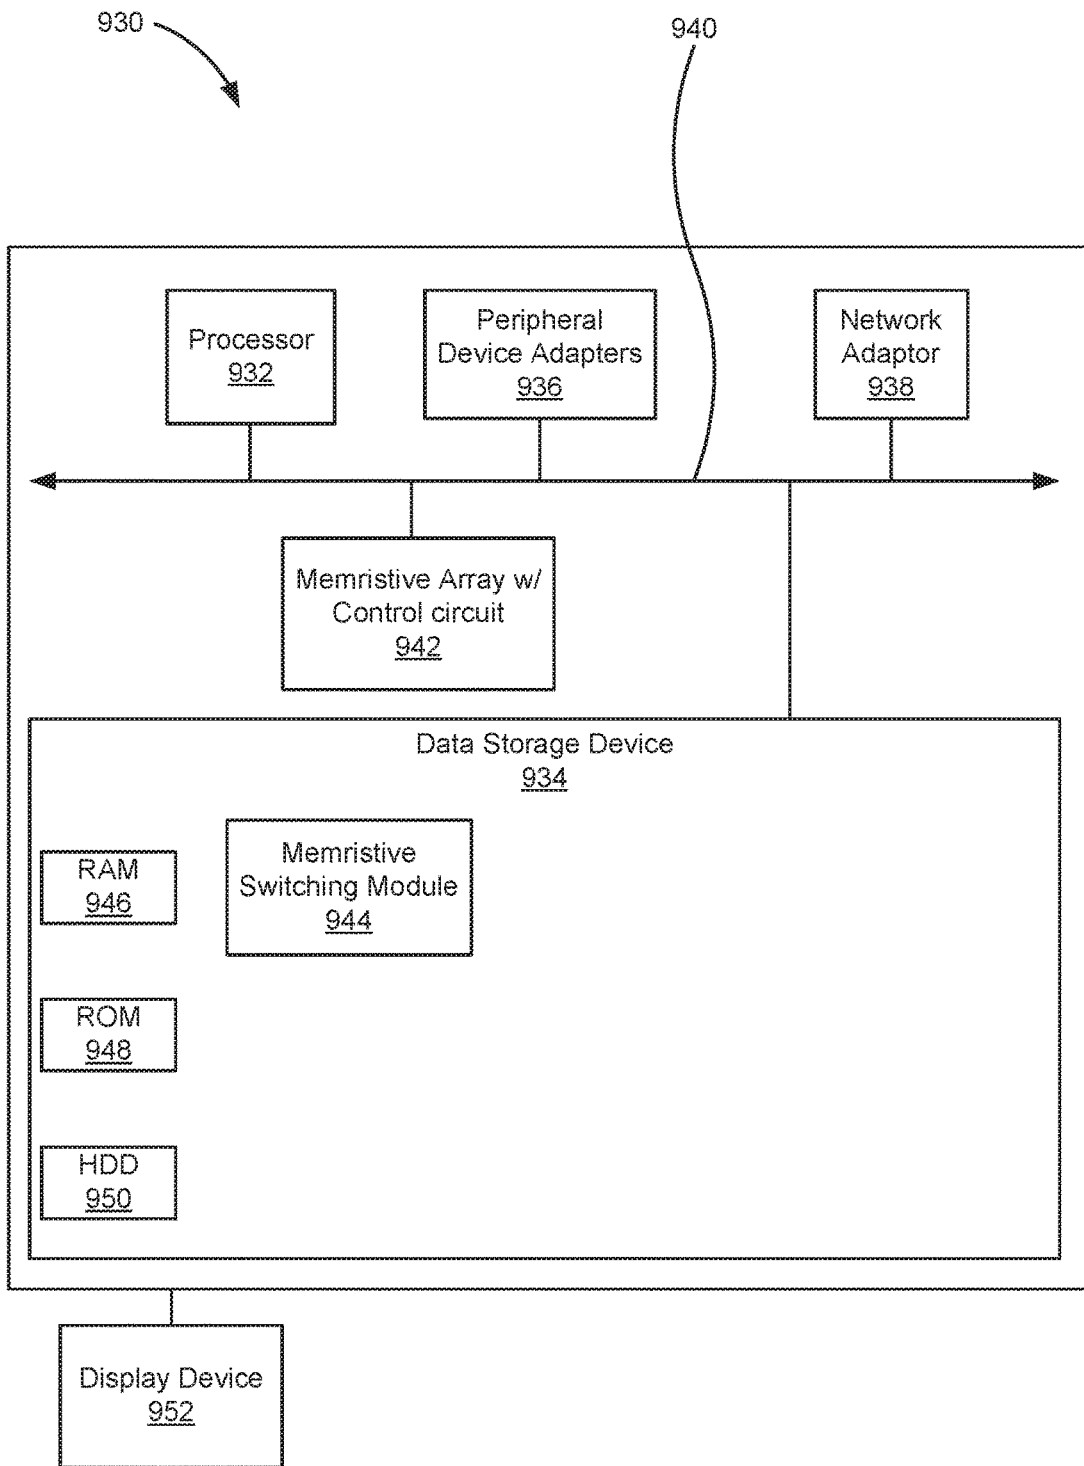 930
940
Processor
932
Peripheral
Device Adapters
936
Network
Adaptor
938
Memristive Array w/
Control circuit
942
Data Storage Device
934
RAM
946
Memristive
Switching Module
944
ROM
948
HDD
950
Display Device
952